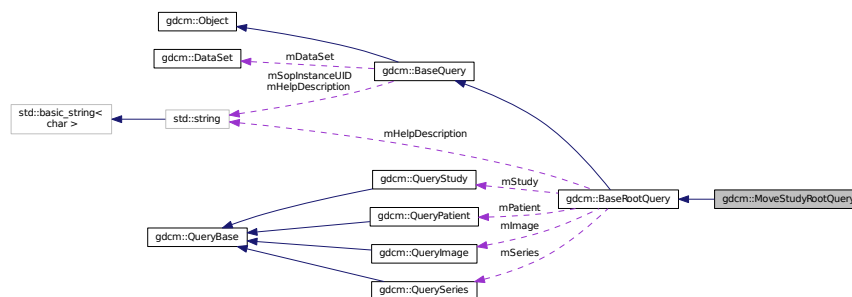 gdcm::Object
gdcm::DataSet
mDataSet
gdcm::BaseQuery
mSopInstanceUID
mHelpDescription
std::basic_string<
char >
std::string
mHelpDescription
gdcm::QueryStudy
mStudy
gdcm::BaseRootQuery
gdcm::MoveStudyRootQuery
mPatient
gdcm::QueryPatient
mImage
gdcm::QueryBase
gdcm::QueryImage
mSeries
gdcm::QuerySeries